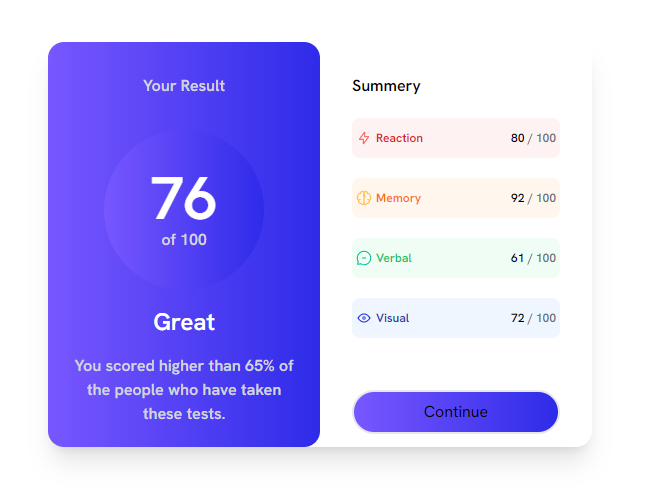 Your Result
76
of 100
Great
You scored higher than 65% of
the people who have taken
these tests.
Summery
Reaction 80 / 100
Memory 92 / 100
Verbal 61 / 100
Visual 72 / 100
Continue